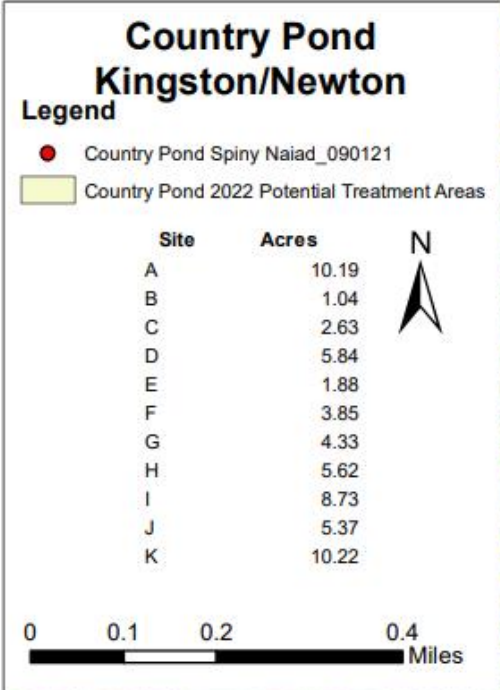 Country Pond
Kingston/Newton
Legend
Country Pond Spiny Naiad_090121
Country Pond 2022 Potential Treatment Areas
Site Acres N
A 10.19
B 1.04
C 2.63
D 5.84
E 1.88
F 3.85
G 4.33
H 5.62
I 8.73
J 5.37
K 10.22
0 0.1 0.2 0.4
Miles